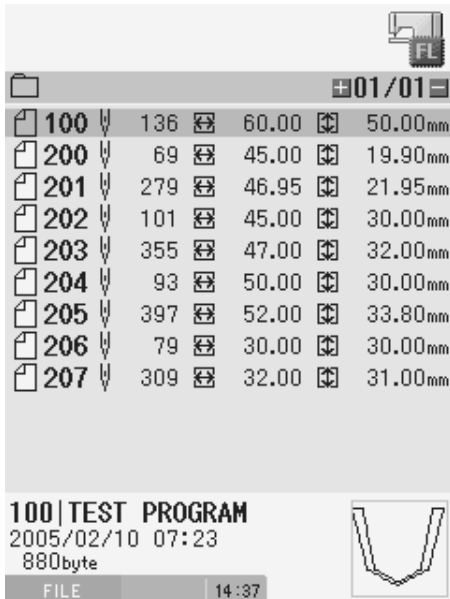 FL
01/01
100 136 60.00 50.00mm
200 69 45.00 19.90mm
201 279 46.95 21.95mm
202 101 45.00 30.00mm
203 355 47.00 32.00mm
204 93 50.00 30.00mm
205 397 52.00 33.80mm
206 79 30.00 30.00mm
207 309 32.00 31.00mm
100|TEST PROGRAM
2005/02/10 07:23
880byte
FILE 14:37